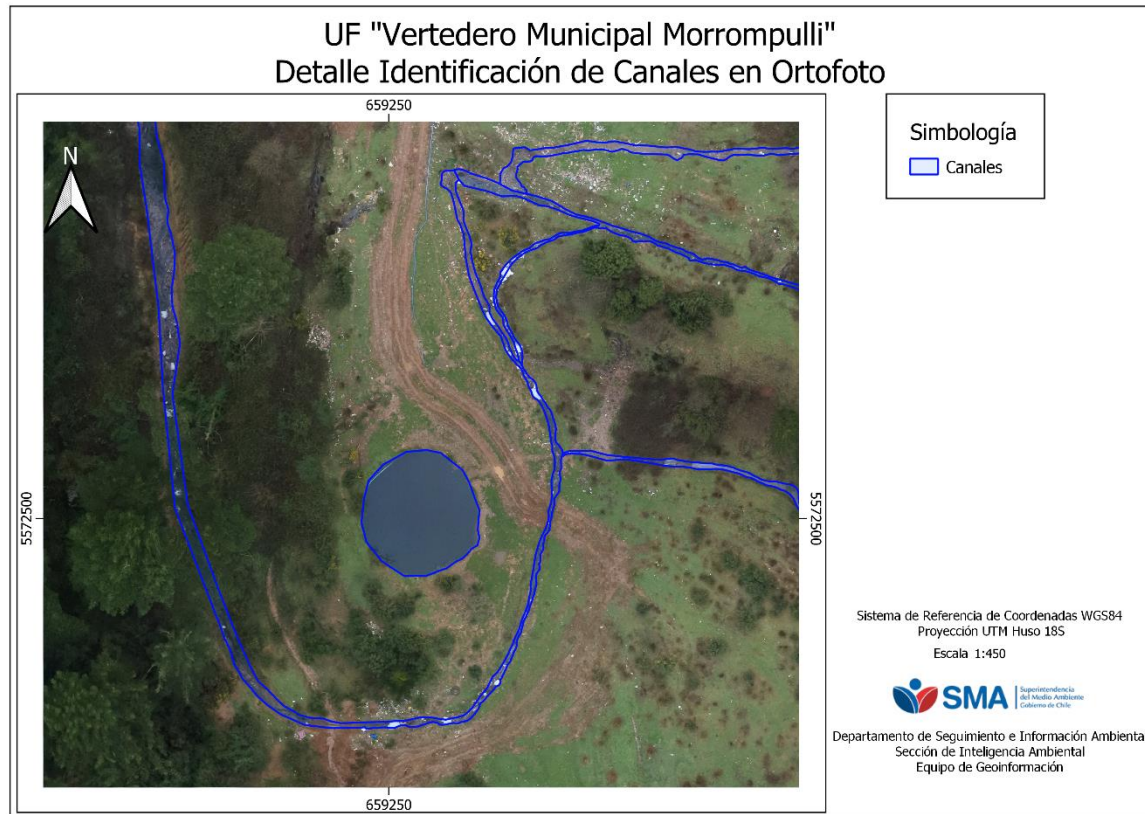 UF "Vertedero Municipal Morrompulli"
Detalle Identificación de Canales en Ortofoto
659250
N
5572500
5572500
659250
Simbología
Canales
Sistema de Referencia de Coordenadas WGS84
Proyección UTM Huso 18S
Escala 1:450
SMA
Superintendencia
del Medio Ambiente
Gobierno de Chile
Departamento de Seguimiento e Información Ambienta
Sección de Inteligencia Ambiental
Equipo de Geoinformación